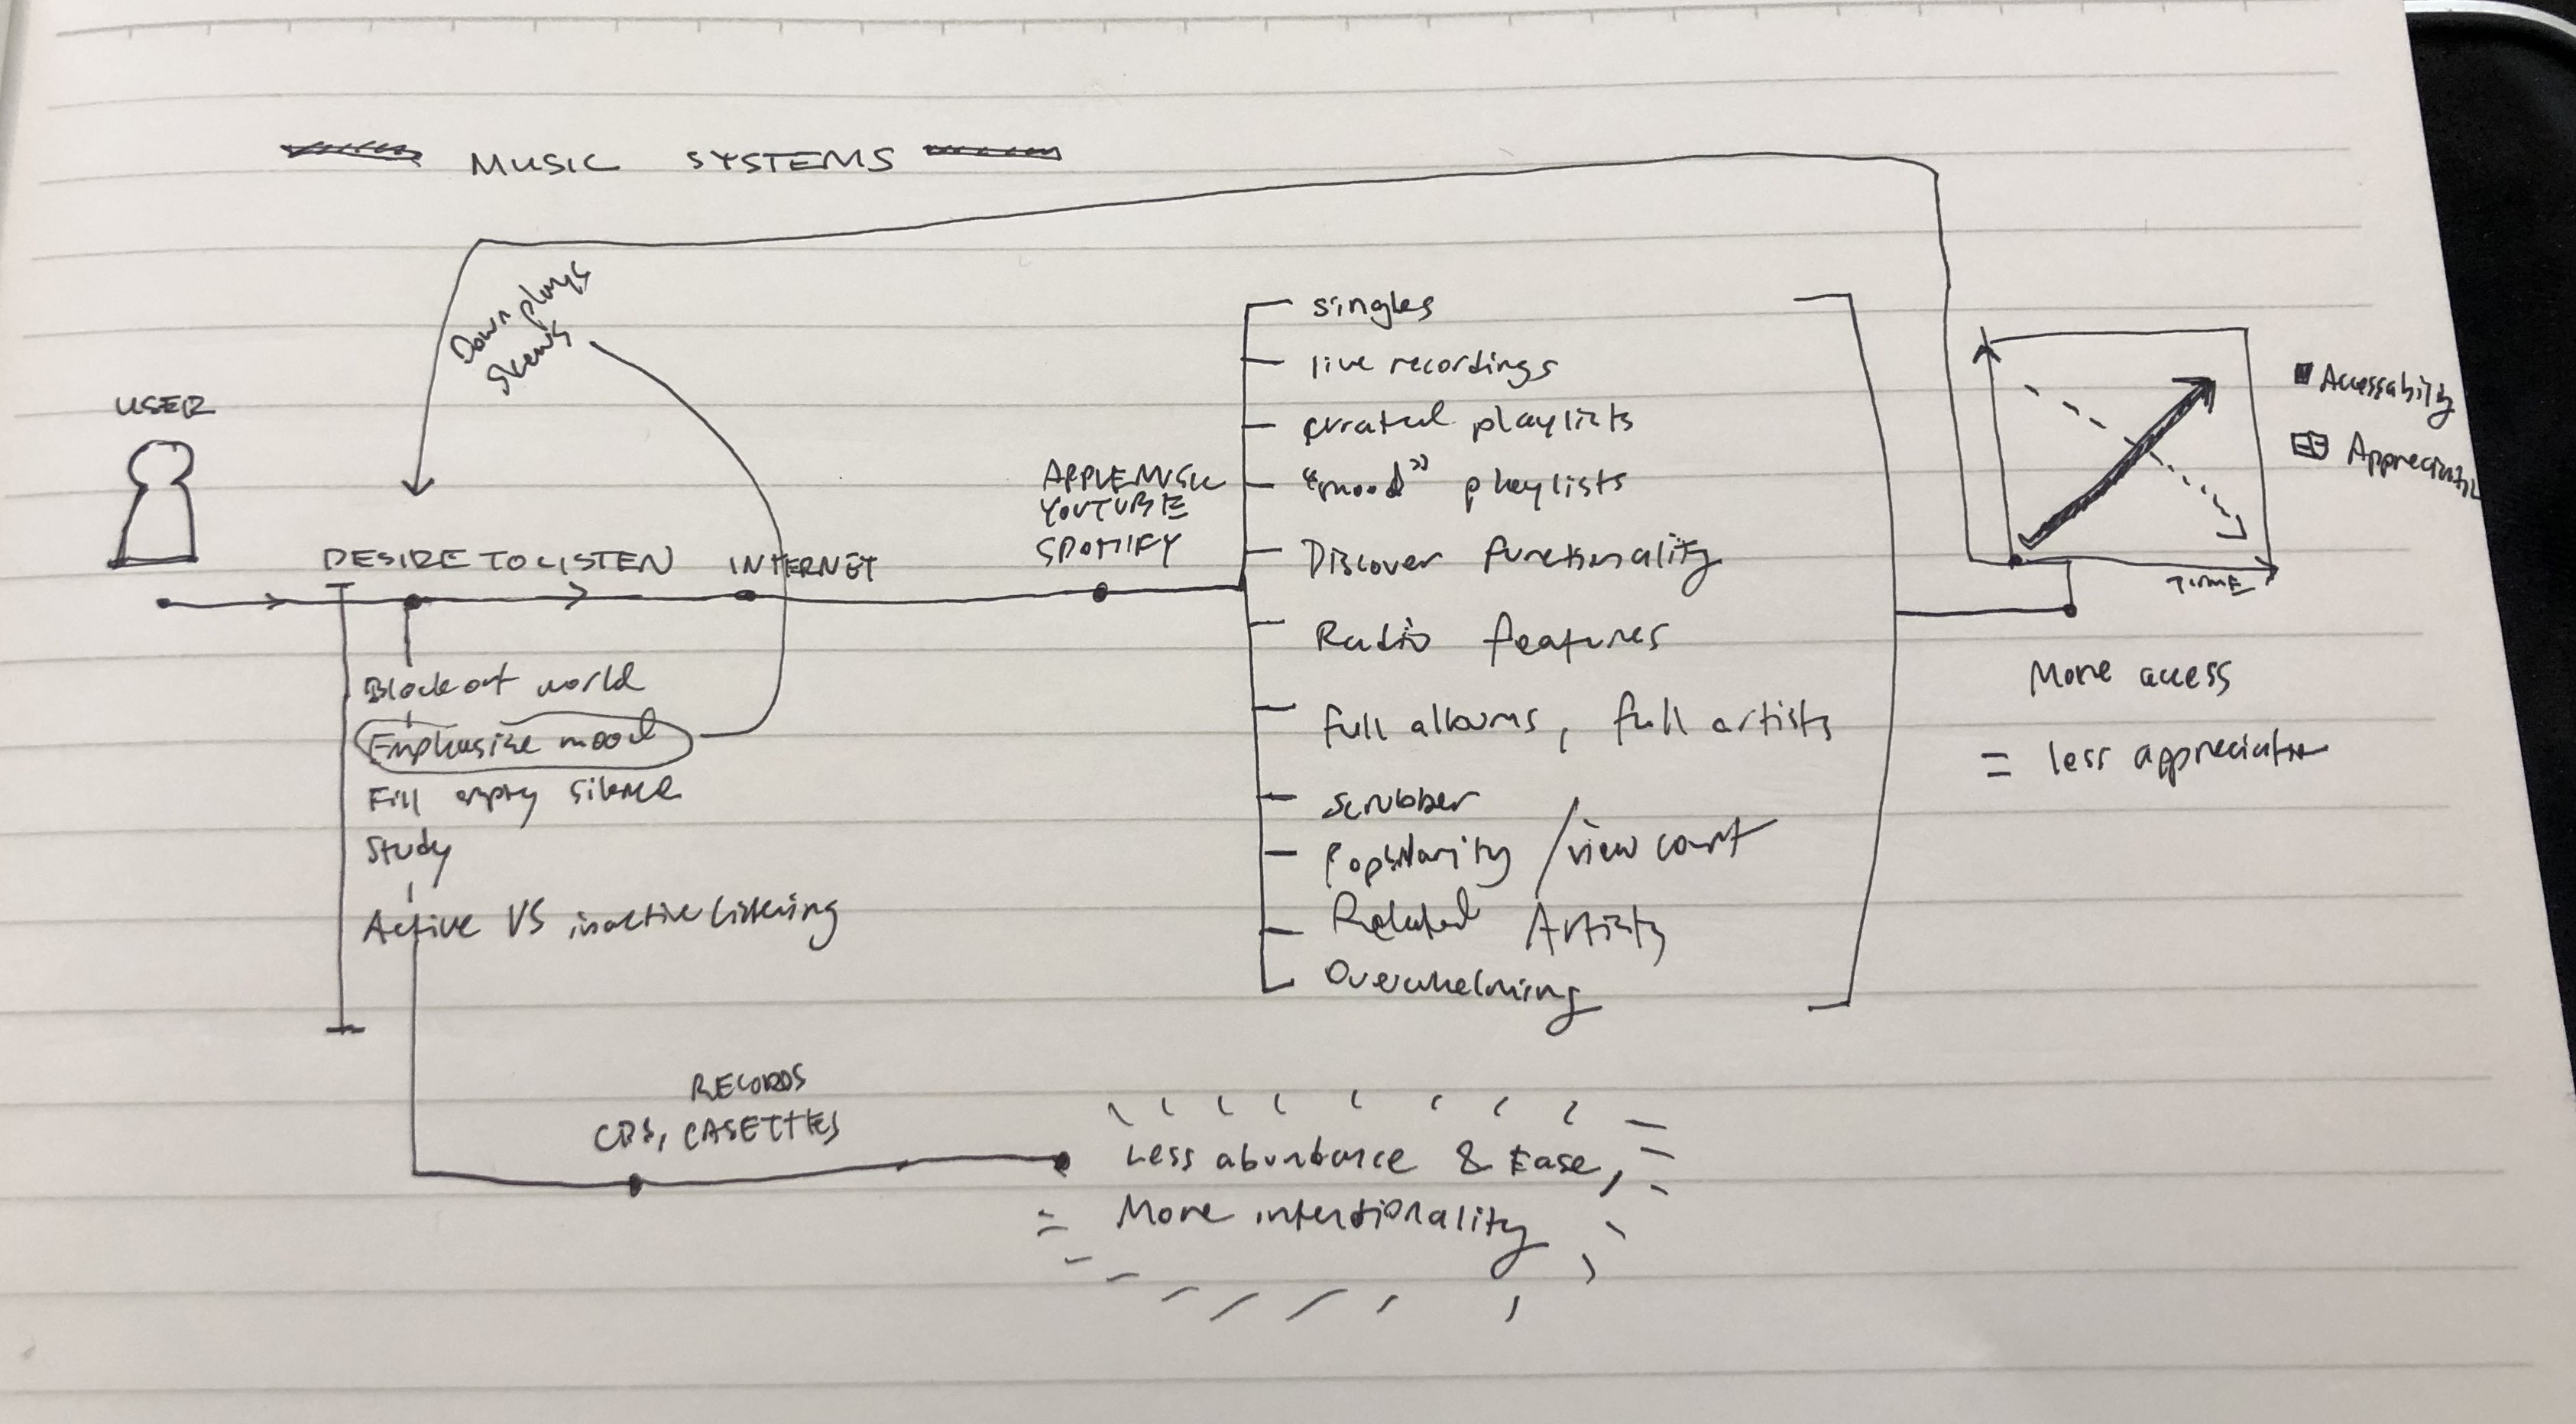 MUSIC SYSTEMS
Downplays
skews
USER
DESIRE TO LISTEN
INTERNET
APPLE MUSIC
YOUTUBE
SPOTIFY
Block out world
Emphasize mood
Fill empty silence
Study
Active VS inactive listening
singles
live recordings
curated playlists
"mood" playlists
Discover functionality
Radio features
full albums, full artists
scrubber
Popularity / view count
Related Artists
Overwhelming
Accessability
Appreciation
TIME
More access
= less appreciation
RECORDS
CDS, CASETTES
Less abundance & Ease,
More intentionality